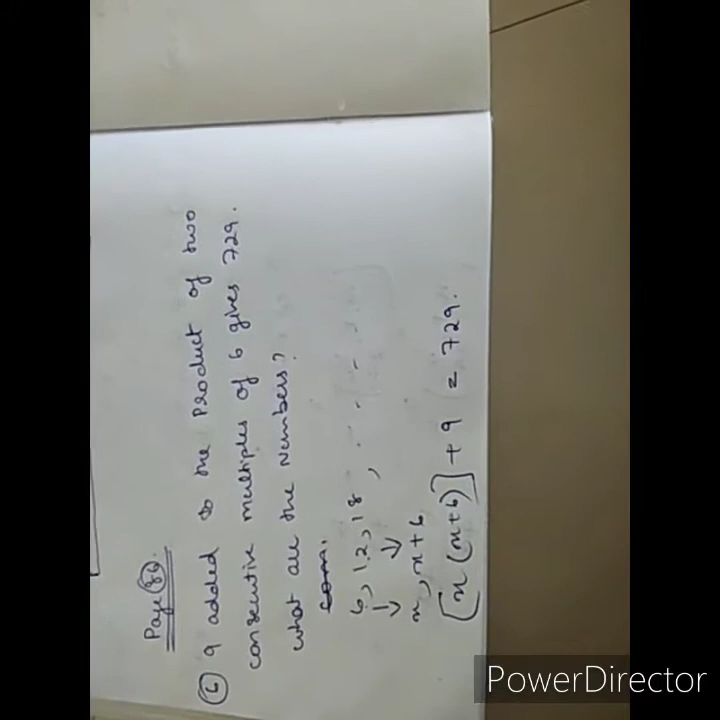 Page 86.
6 9 added to the Product of two
consecutive multiples of 6 gives 729.
what are the Numbers?
6, 12, 18, . . . - - .
↓ ↓
n, n+6
[n(n+6)] + 9 = 729.
PowerDirector